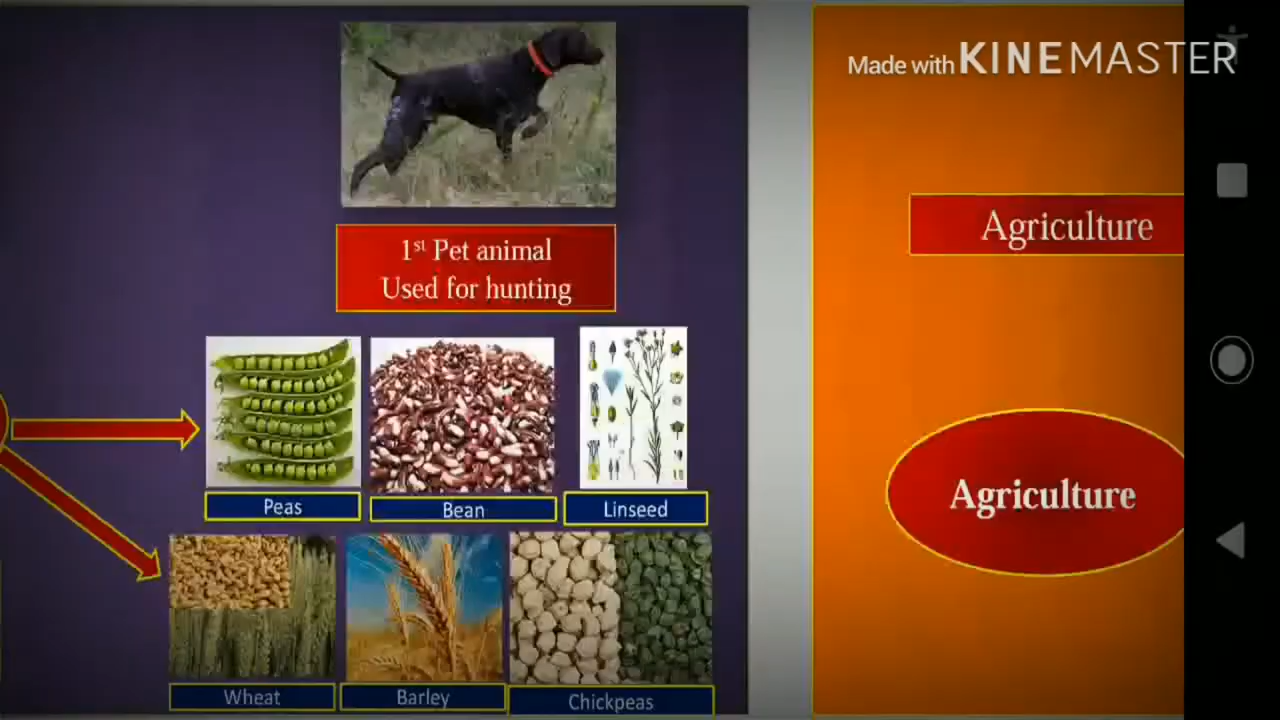 Made with KINEMASTER
1st Pet animal
Used for hunting
Agriculture
Peas
Bean
Linseed
Agriculture
Wheat
Barley
Chickpeas